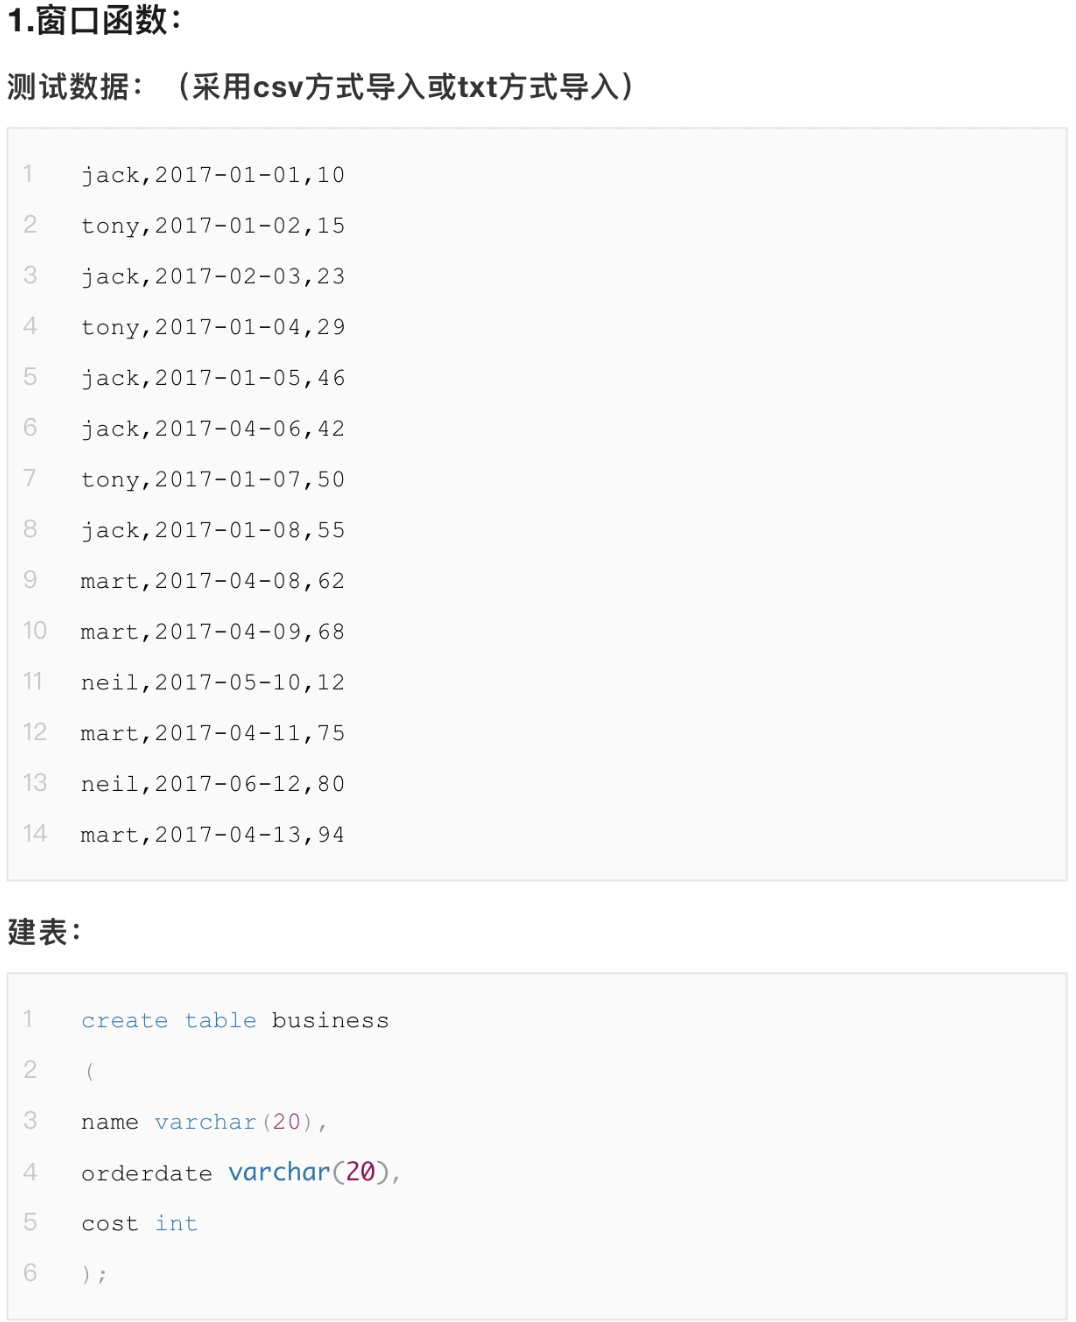 1.窗口函数：
测试数据：（采用csv方式导入或txt方式导入）
1 jack,2017-01-01,10
2 tony,2017-01-02,15
3 jack,2017-02-03,23
4 tony,2017-01-04,29
5 jack,2017-01-05,46
6 jack,2017-04-06,42
7 tony,2017-01-07,50
8 jack,2017-01-08,55
9 mart,2017-04-08,62
10 mart,2017-04-09,68
11 neil,2017-05-10,12
12 mart,2017-04-11,75
13 neil,2017-06-12,80
14 mart,2017-04-13,94
建表：
1 create table business
2 (
3 name varchar(20),
4 orderdate varchar(20),
5 cost int
6 );